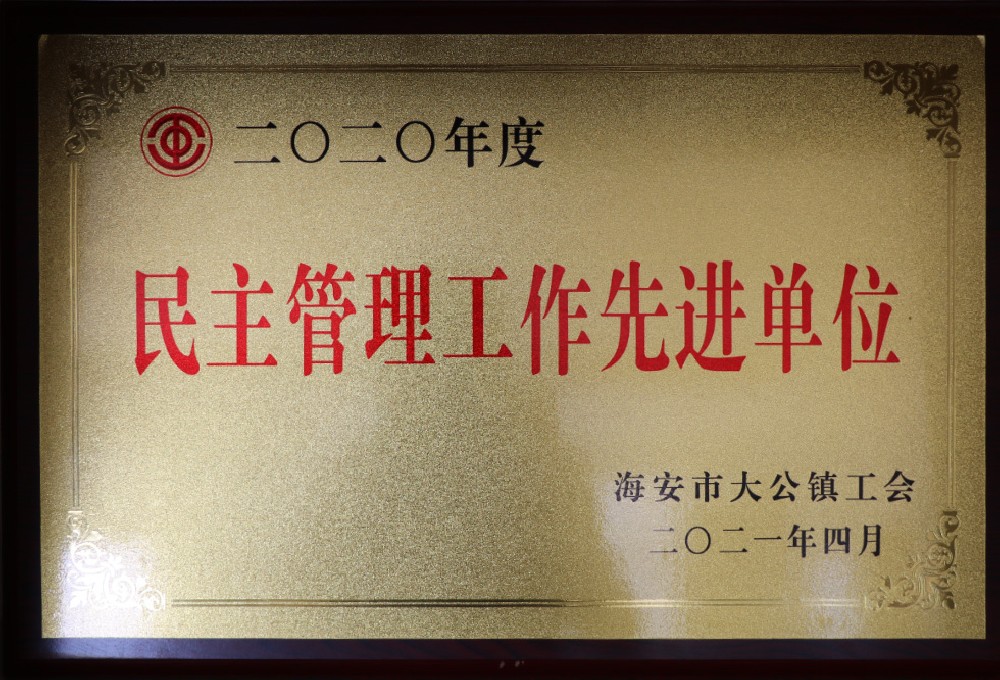 二〇二〇年度
民主管理工作先进单位
海安市大公镇工会
二〇二一年四月